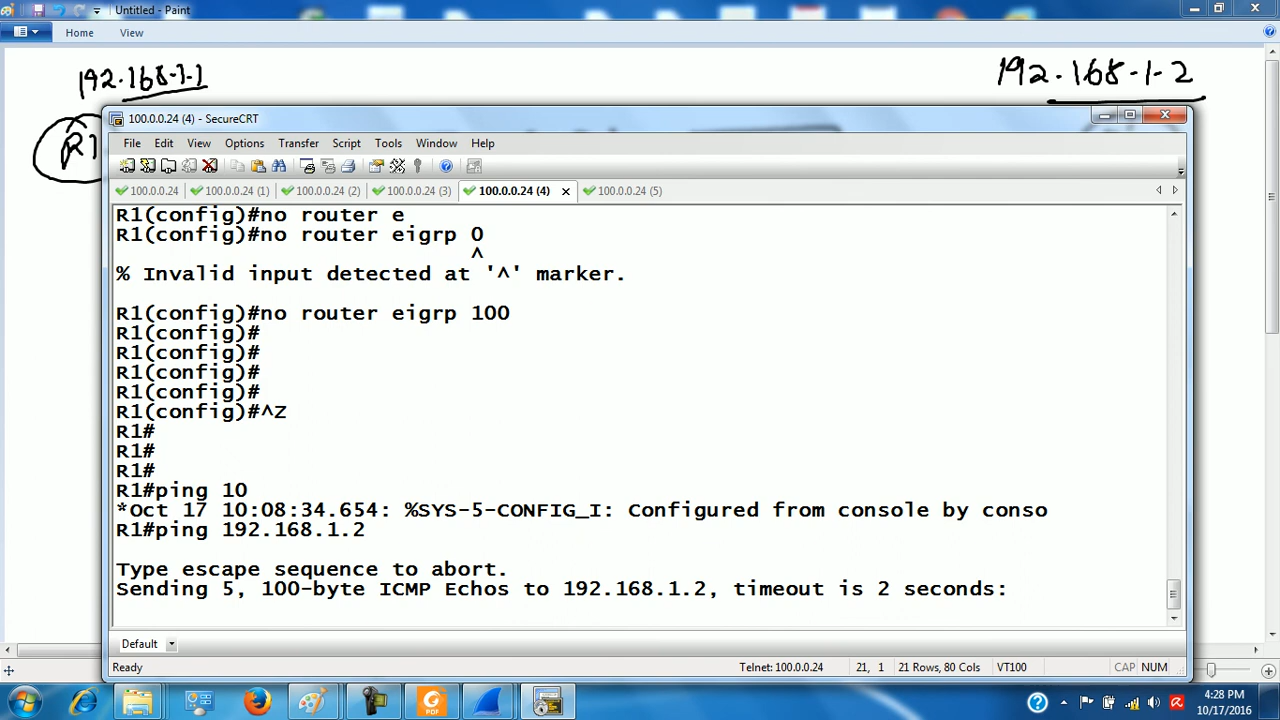 Untitled - Paint
Home View
192.168.1.1
192.168.1.2
R1
100.0.0.24 (4) - SecureCRT
File Edit View Options Transfer Script Tools Window Help
100.0.0.24 100.0.0.24 (1) 100.0.0.24 (2) 100.0.0.24 (3) 100.0.0.24 (4) 100.0.0.24 (5)
R1(config)#no router e
R1(config)#no router eigrp 0
^
% Invalid input detected at '^' marker.
R1(config)#no router eigrp 100
R1(config)#
R1(config)#
R1(config)#
R1(config)#
R1(config)#^Z
R1#
R1#
R1#
R1#ping 10
*Oct 17 10:08:34.654: %SYS-5-CONFIG_I: Configured from console by conso
R1#ping 192.168.1.2
Type escape sequence to abort.
Sending 5, 100-byte ICMP Echos to 192.168.1.2, timeout is 2 seconds:
Default
Ready Telnet: 100.0.0.24 21, 1 21 Rows, 80 Cols VT100 CAP NUM
PDF
4:28 PM
10/17/2016